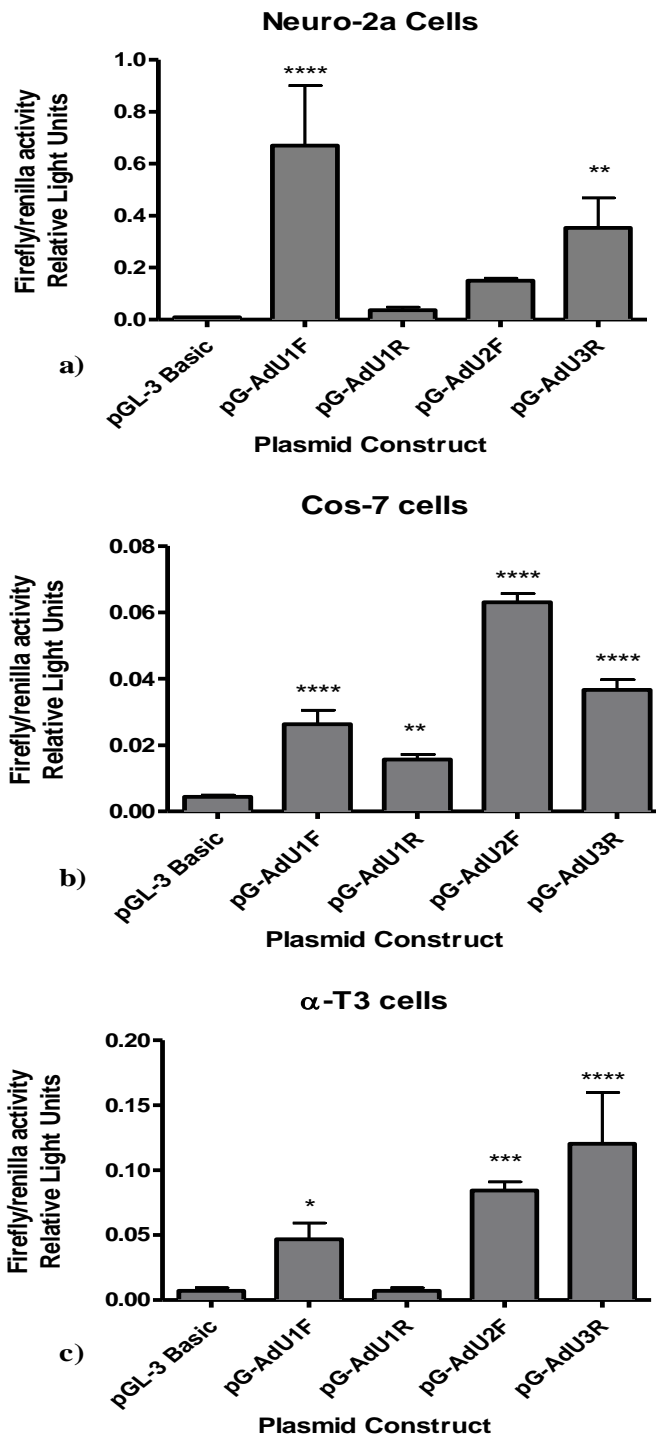 Neuro-2a Cells
Firefly/renilla activity
Relative Light Units
1.0
0.8
0.6
0.4
0.2
0.0
****
**
pGL-3 Basic
pG-AdU1F
pG-AdU1R
pG-AdU2F
pG-AdU3R
a)
Plasmid Construct
Cos-7 cells
Firefly/renilla activity
Relative Light Units
0.08
0.06
0.04
0.02
0.00
****
**
****
****
pGL-3 Basic
pG-AdU1F
pG-AdU1R
pG-AdU2F
pG-AdU3R
b)
Plasmid Construct
α-T3 cells
Firefly/renilla activity
Relative Light Units
0.20
0.15
0.10
0.05
0.00
*
***
****
pGL-3 Basic
pG-AdU1F
pG-AdU1R
pG-AdU2F
pG-AdU3R
c)
Plasmid Construct